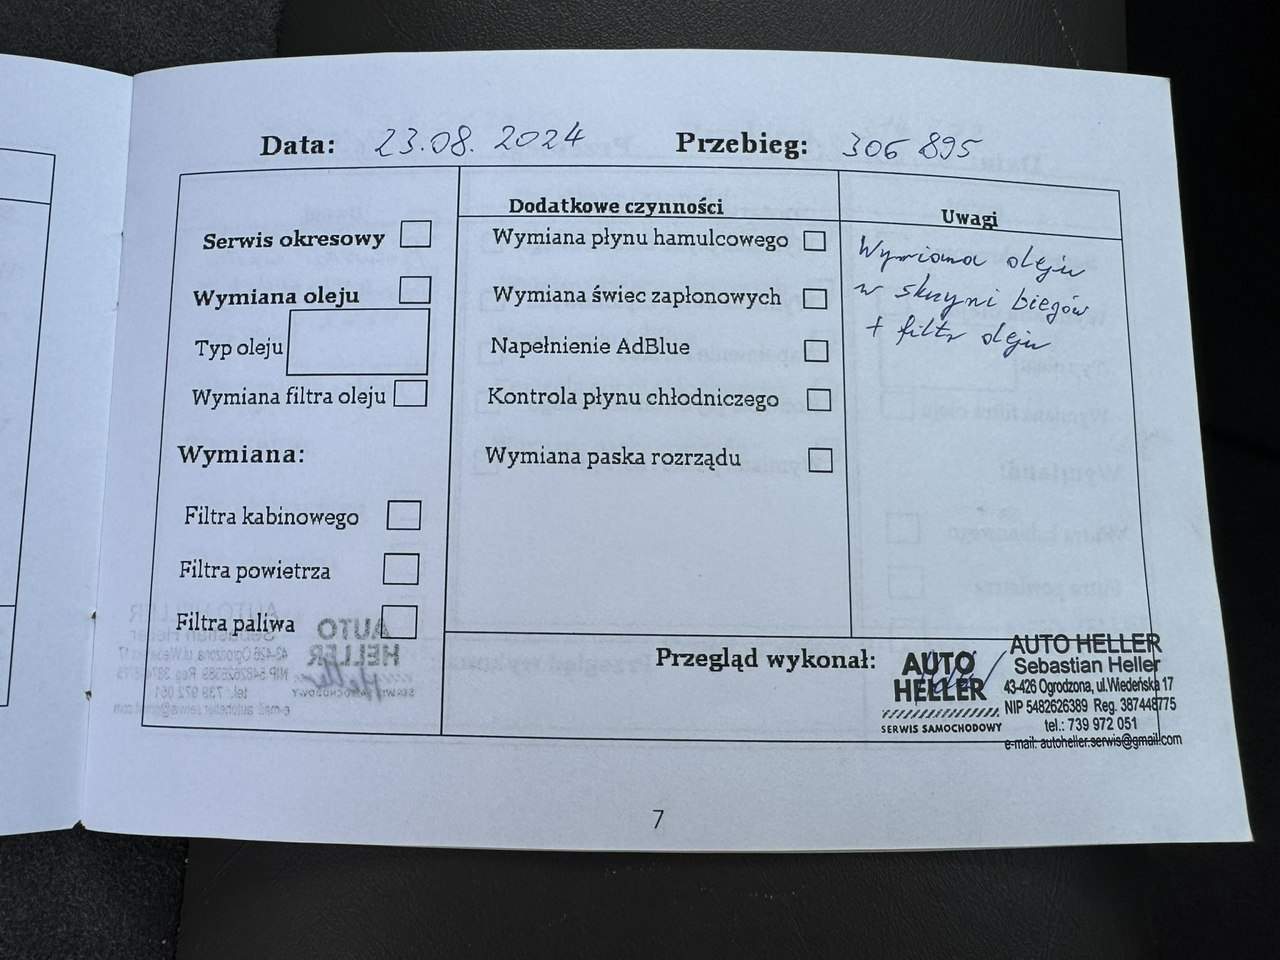 Data: 23.08.2024 Przebieg: 306 895
Serwis okresowy
Wymiana oleju
Typ oleju
Wymiana filtra oleju
Wymiana:
Filtra kabinowego
Filtra powietrza
Filtra paliwa
Dodatkowe czynności
Wymiana płynu hamulcowego
Wymiana świec zapłonowych
Napełnienie AdBlue
Kontrola płynu chłodniczego
Wymiana paska rozrządu
Uwagi
Wymiana oleju
w skrzyni biegów
+ filtr oleju
Przegląd wykonał:
AUTO
HELLER
SERWIS SAMOCHODOWY
AUTO HELLER
Sebastian Heller
43-426 Ogrodzona, ul.Wiedeńska 17
NIP 5482626389 Reg. 387448775
tel.: 739 972 051
e-mail: autoheller.serwis@gmail.com
7